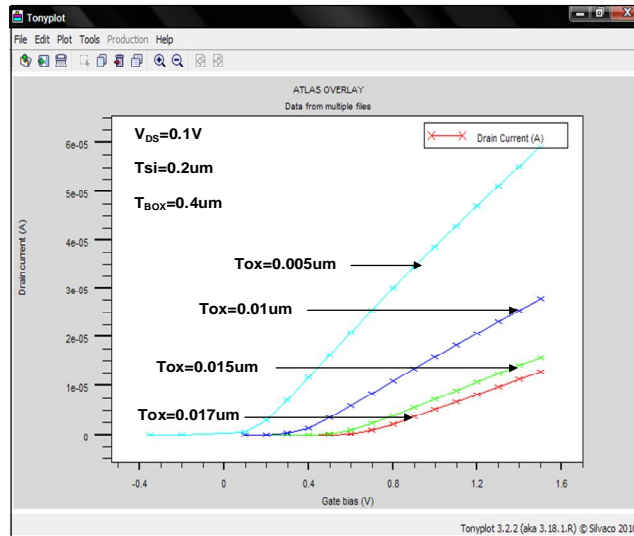 Tonyplot
File Edit Plot Tools Production Help
ATLAS OVERLAY
Data from multiple files
V_DS=0.1V
Tsi=0.2um
T_BOX=0.4um
Drain Current (A)
Tox=0.005um
Tox=0.01um
Tox=0.015um
Tox=0.017um
Drain current (A)
6e-05
5e-05
4e-05
3e-05
2e-05
1e-05
0
-0.4 0 0.4 0.8 1.2 1.6
Gate bias (V)
Tonyplot 3.2.2 (aka 3.18.1.R) © Silvaco 2010